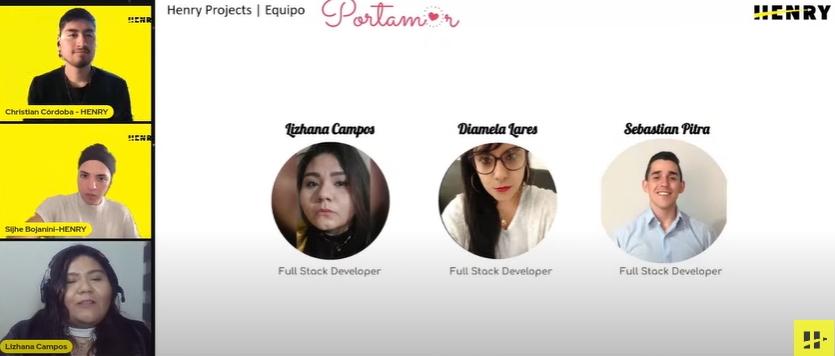 Henry Projects | Equipo
Portamor
HENRY
HENRY
Christian Córdoba - HENRY
HENRY
Sijhe Bojanini-HENRY
Lizhana Campos
Lizhana Campos
Diamela Lares
Sebastian Pitra
Full Stack Developer
Full Stack Developer
Full Stack Developer